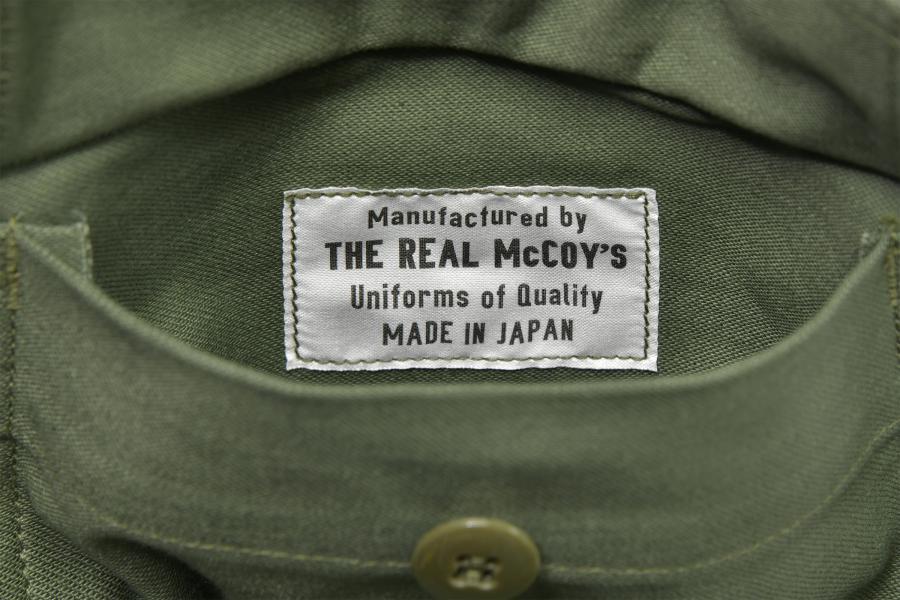 Manufactured by
THE REAL McCOY'S
Uniforms of Quality
MADE IN JAPAN